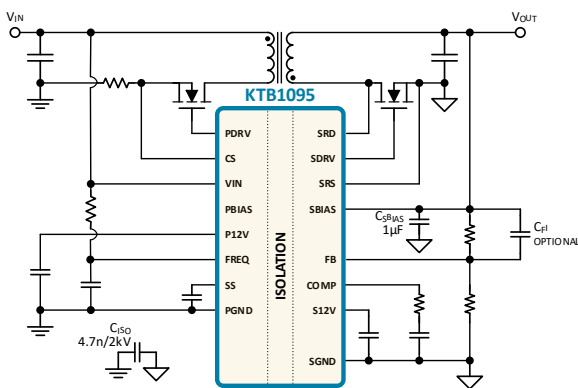 VIN
VOUT
KTB1095
PDRV
SRD
CS
SDRV
VIN
SRS
PBIAS
SBIAS
CSBIAS
1µF
CFI
OPTIONAL
P12V
FREQ
FB
SS
COMP
PGND
S12V
SGND
ISOLATION
CISO
4.7n/2kV